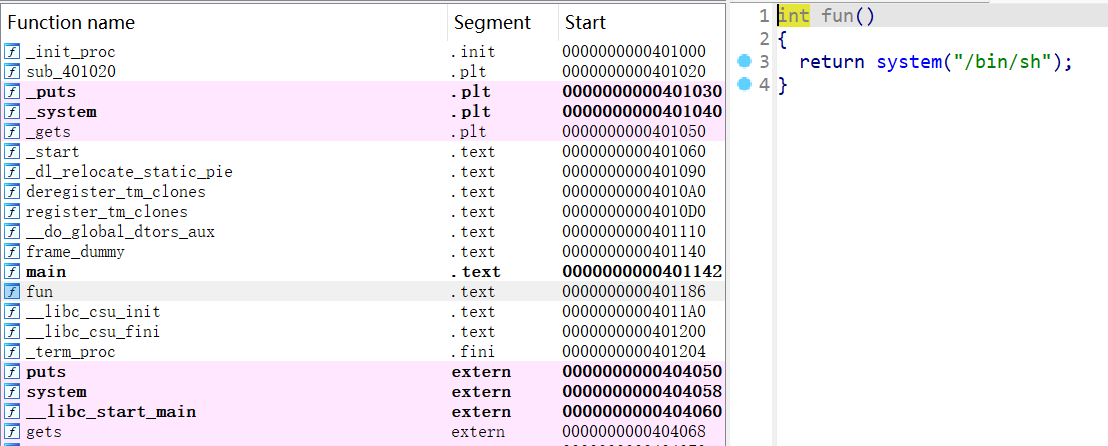 Function name Segment Start
_init_proc .init 0000000000401000
sub_401020 .plt 0000000000401020
_puts .plt 0000000000401030
_system .plt 0000000000401040
_gets .plt 0000000000401050
_start .text 0000000000401060
_dl_relocate_static_pie .text 0000000000401090
deregister_tm_clones .text 00000000004010A0
register_tm_clones .text 00000000004010D0
__do_global_dtors_aux .text 0000000000401110
frame_dummy .text 0000000000401140
main .text 0000000000401142
fun .text 0000000000401186
__libc_csu_init .text 00000000004011A0
__libc_csu_fini .text 0000000000401200
_term_proc .fini 0000000000401204
puts extern 0000000000404050
system extern 0000000000404058
__libc_start_main extern 0000000000404060
gets extern 0000000000404068
1 int fun()
2 {
3 return system("/bin/sh");
4 }